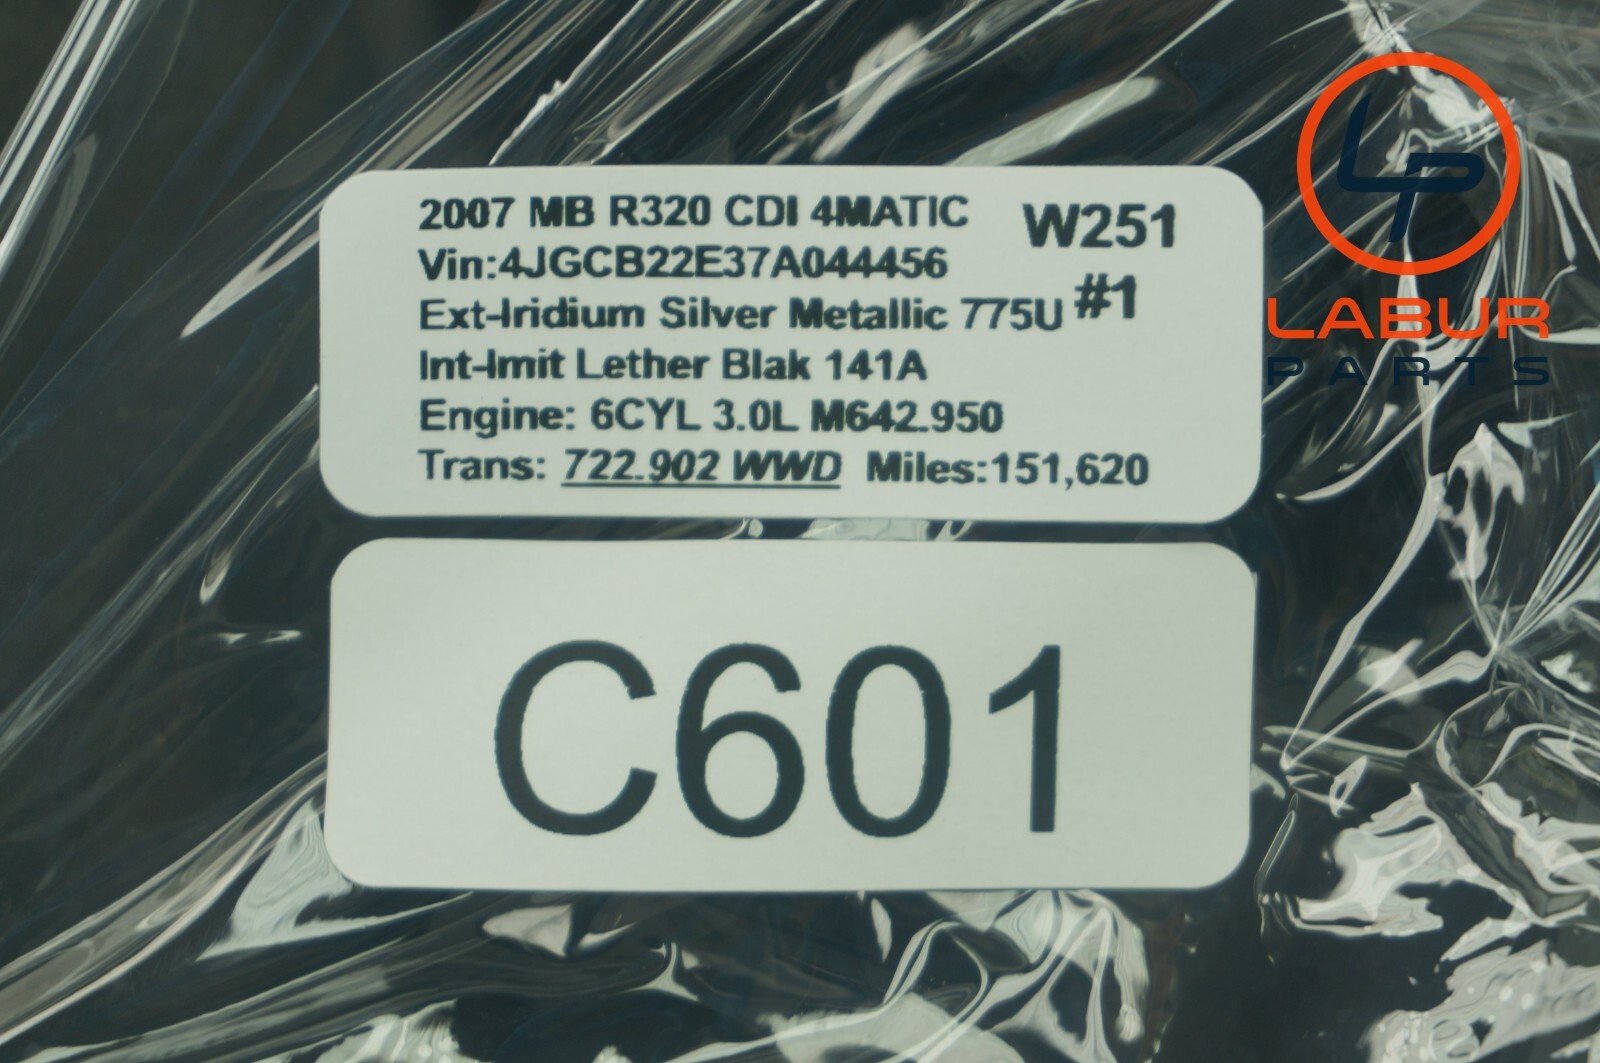 2007 MB R320 CDI 4MATIC W251
Vin:4JGCB22E37A044456
Ext-Iridium Silver Metallic 775U #1
Int-Imit Lether Blak 141A
Engine: 6CYL 3.0L M642.950
Trans: 722.902 WWD Miles:151,620
C601
LP
LABUR
PARTS